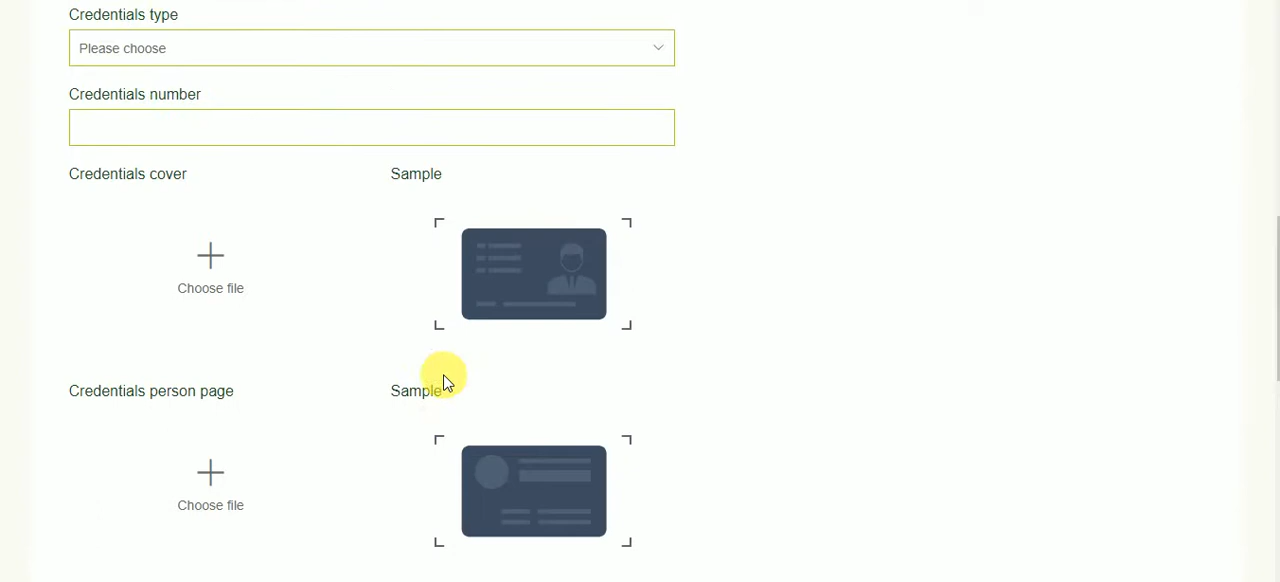 Credentials type
Please choose
Credentials number
Credentials cover
Sample
Choose file
Credentials person page
Sample
Choose file